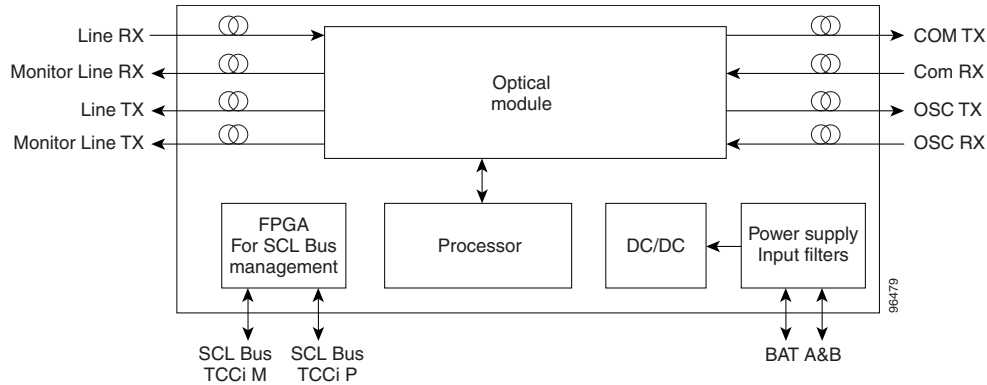 Line RX
COM TX
Monitor Line RX
Com RX
Line TX
OSC TX
Monitor Line TX
OSC RX
Optical
module
FPGA
For SCL Bus
management
Processor
DC/DC
Power supply
Input filters
96479
SCL Bus
TCCi M
SCL Bus
TCCi P
BAT A&B